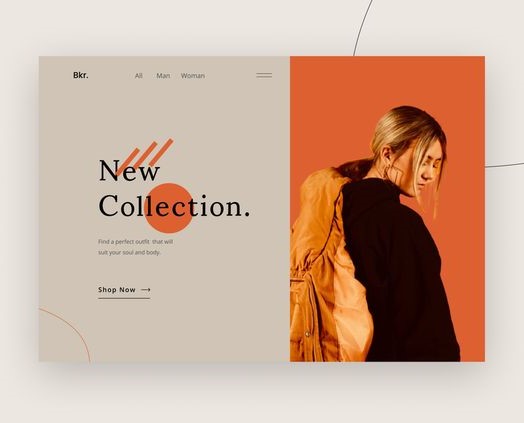 Bkr.
All Man Woman
New
Collection.
Find a perfect outfit that will
suit your soul and body.
Shop Now